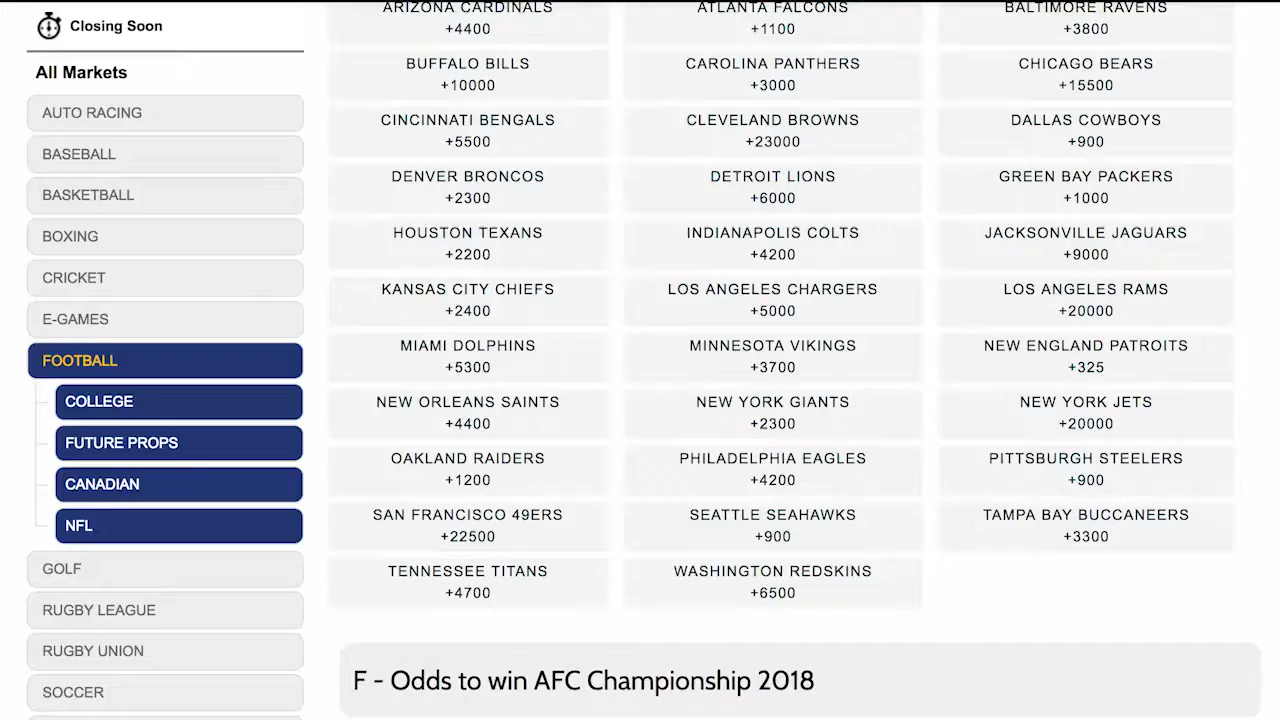 Closing Soon
All Markets
AUTO RACING
BASEBALL
BASKETBALL
BOXING
CRICKET
E-GAMES
FOOTBALL
COLLEGE
FUTURE PROPS
CANADIAN
NFL
GOLF
RUGBY LEAGUE
RUGBY UNION
SOCCER
ARIZONA CARDINALS
+4400
ATLANTA FALCONS
+1100
BALTIMORE RAVENS
+3800
BUFFALO BILLS
+10000
CAROLINA PANTHERS
+3000
CHICAGO BEARS
+15500
CINCINNATI BENGALS
+5500
CLEVELAND BROWNS
+23000
DALLAS COWBOYS
+900
DENVER BRONCOS
+2300
DETROIT LIONS
+6000
GREEN BAY PACKERS
+1000
HOUSTON TEXANS
+2200
INDIANAPOLIS COLTS
+4200
JACKSONVILLE JAGUARS
+9000
KANSAS CITY CHIEFS
+2400
LOS ANGELES CHARGERS
+5000
LOS ANGELES RAMS
+20000
MIAMI DOLPHINS
+5300
MINNESOTA VIKINGS
+3700
NEW ENGLAND PATROITS
+325
NEW ORLEANS SAINTS
+4400
NEW YORK GIANTS
+2300
NEW YORK JETS
+20000
OAKLAND RAIDERS
+1200
PHILADELPHIA EAGLES
+4200
PITTSBURGH STEELERS
+900
SAN FRANCISCO 49ERS
+22500
SEATTLE SEAHAWKS
+900
TAMPA BAY BUCCANEERS
+3300
TENNESSEE TITANS
+4700
WASHINGTON REDSKINS
+6500
F - Odds to win AFC Championship 2018